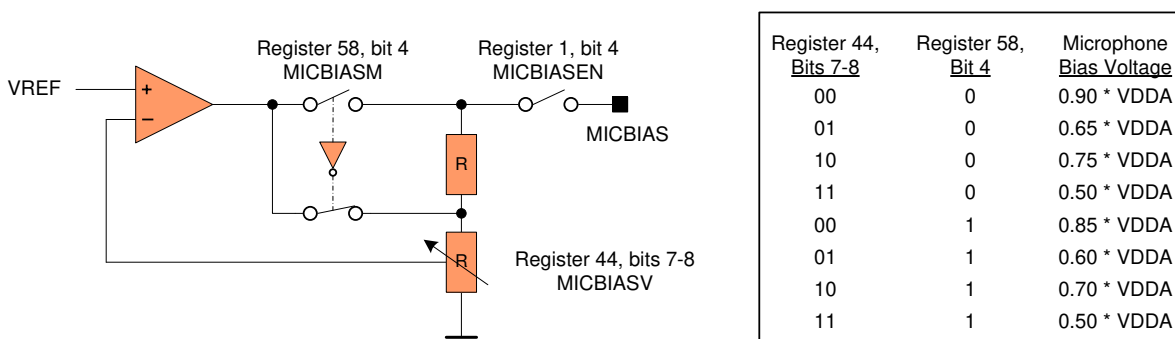 Register 58, bit 4
MICBIASM
Register 1, bit 4
MICBIASEN
VREF
+
−
MICBIAS
R
R
Register 44, bits 7-8
MICBIASV
Register 44, Register 58, Microphone
Bits 7-8 Bit 4 Bias Voltage
00 0 0.90 * VDDA
01 0 0.65 * VDDA
10 0 0.75 * VDDA
11 0 0.50 * VDDA
00 1 0.85 * VDDA
01 1 0.60 * VDDA
10 1 0.70 * VDDA
11 1 0.50 * VDDA